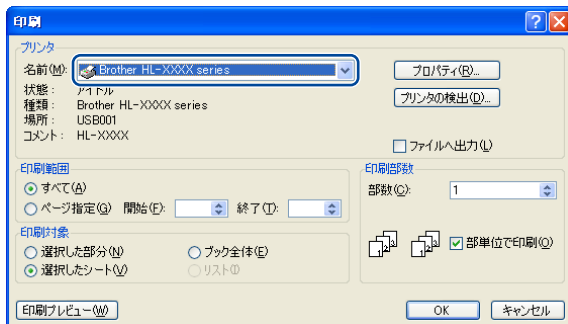 印刷
プリンタ
名前(M): Brother HL-XXXX series
プロパティ(R)...
状態： アイドル
種類： Brother HL-XXXX series
プリンタの検出(D)...
場所： USB001
コメント： HL-XXXX
ファイルへ出力(L)
印刷範囲
すべて(A)
ページ指定(G) 開始(F): 終了(T):
印刷部数
部数(C): 1
1 2 3 1 2 3
部単位で印刷(O)
印刷対象
選択した部分(N) ブック全体(E)
選択したシート(V) リスト(I)
印刷プレビュー(W)
OK
キャンセル